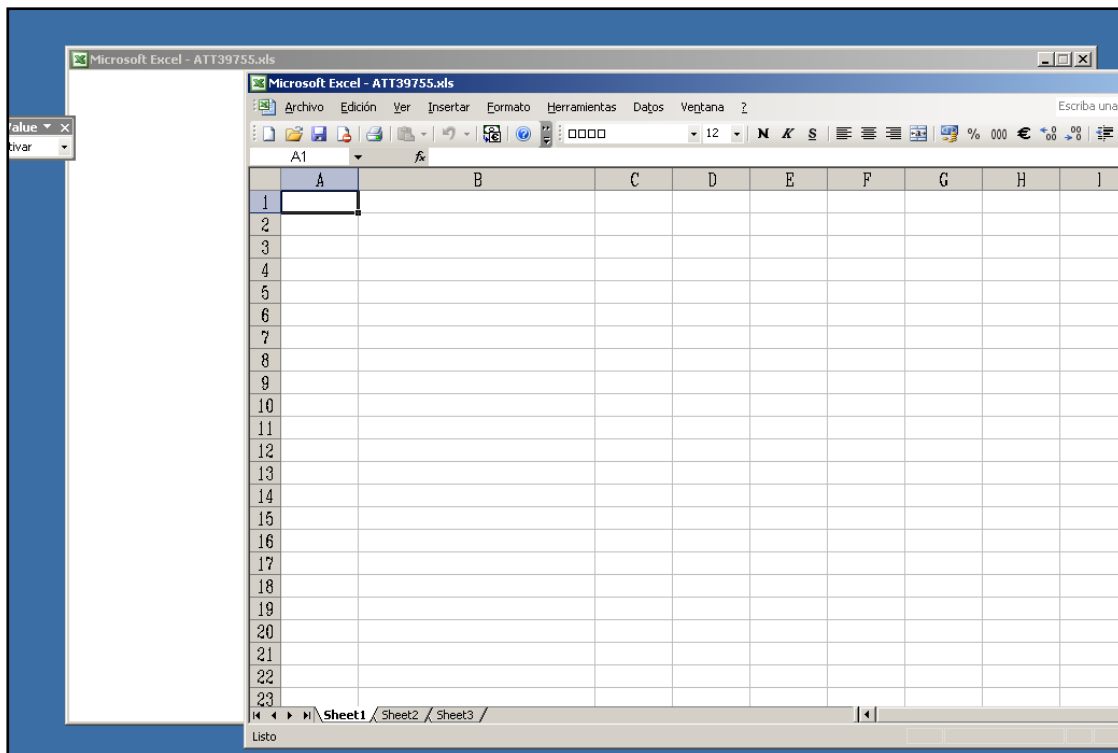 Microsoft Excel - ATT39755.xls
Microsoft Excel - ATT39755.xls
Archivo Edición Ver Insertar Formato Herramientas Datos Ventana ? Escriba una
alue
tivar
12 N K S % 000 €
A1 fx
A B C D E F G H I
1
2
3
4
5
6
7
8
9
10
11
12
13
14
15
16
17
18
19
20
21
22
23
Sheet1 Sheet2 Sheet3
Listo